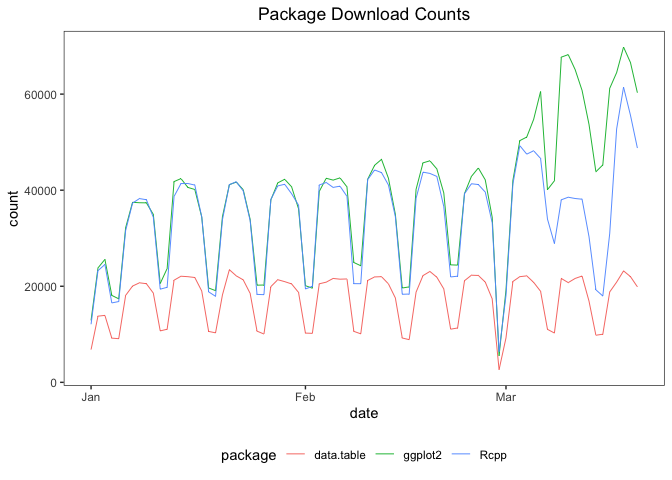 Package Download Counts
count
60000
40000
20000
0
Jan Feb Mar
date
package data.table ggplot2 Rcpp